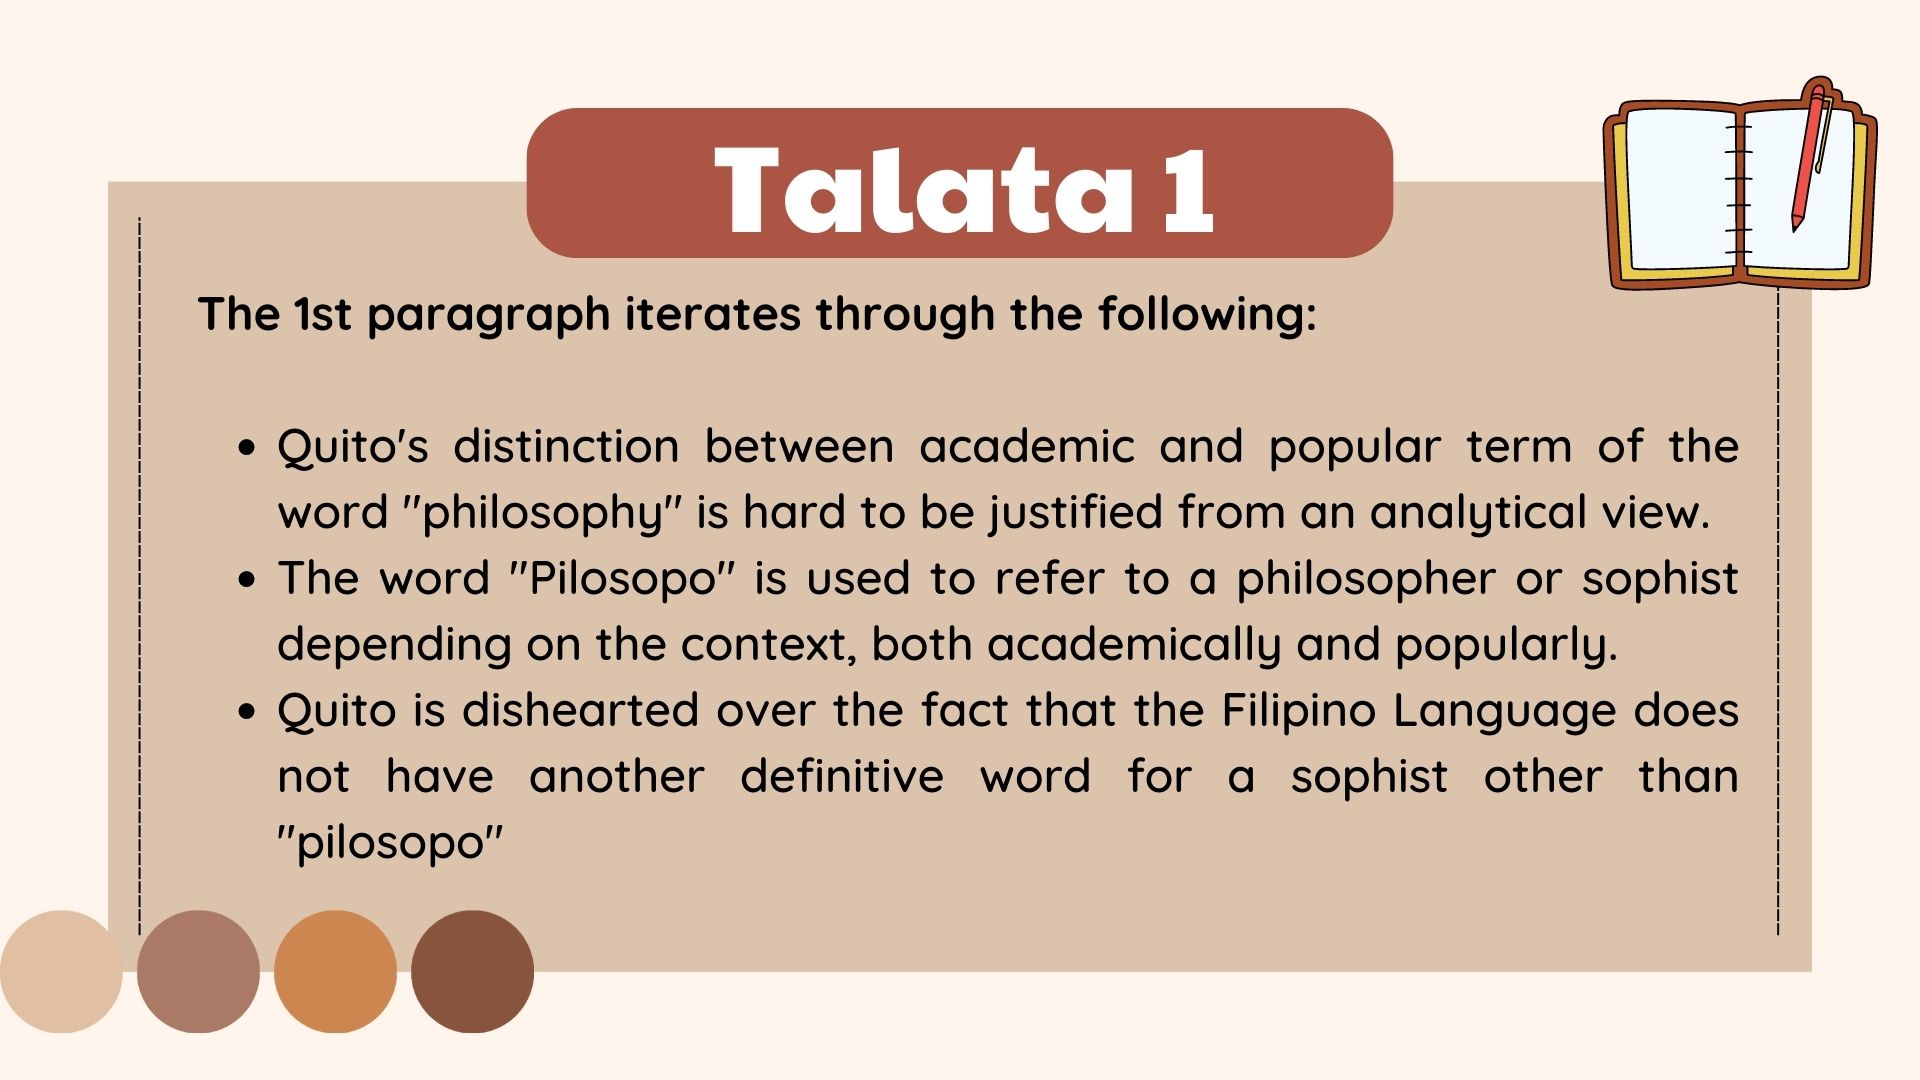 Talata 1
The 1st paragraph iterates through the following:
• Quito's distinction between academic and popular term of the
word "philosophy" is hard to be justified from an analytical view.
• The word "Pilosopo" is used to refer to a philosopher or sophist
depending on the context, both academically and popularly.
• Quito is dishearted over the fact that the Filipino Language does
not have another definitive word for a sophist other than
"pilosopo"